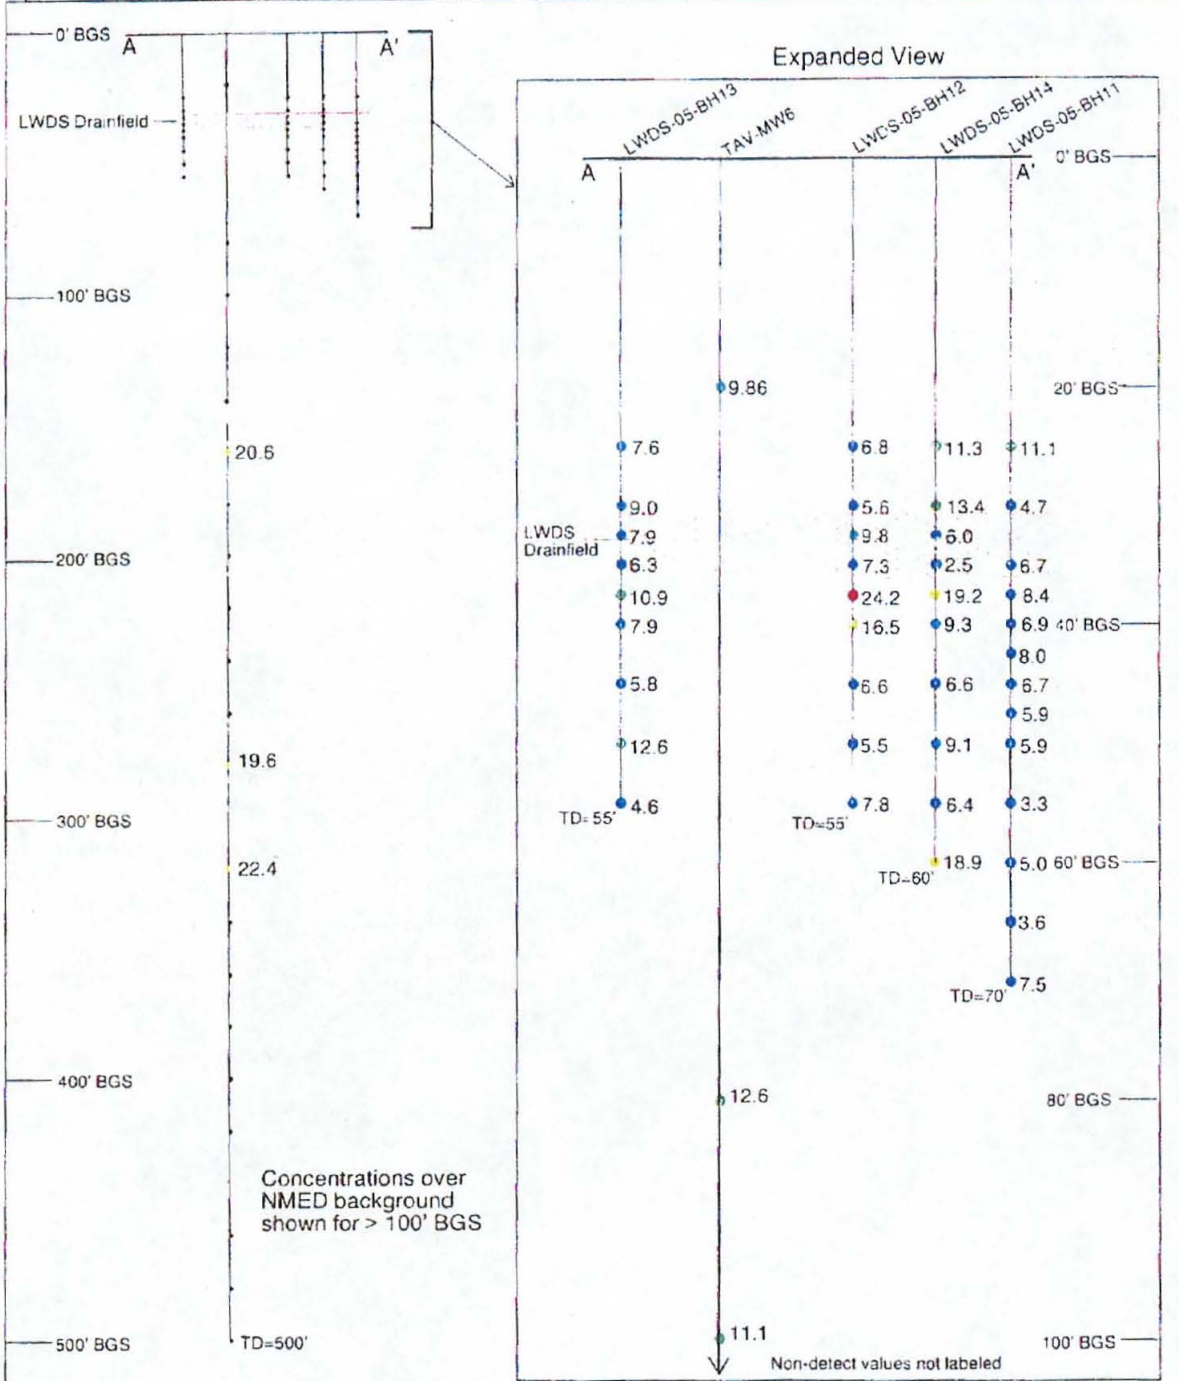 0' BGS
A
A'
LWDS Drainfield
100' BGS
20.6
200' BGS
19.6
300' BGS
22.4
400' BGS
Concentrations over
NMED background
shown for > 100' BGS
500' BGS
TD=500'
Expanded View
LWDS-05-BH13
TAV-MW6
LWDS-05-BH12
LWDS-05-BH14
LWDS-05-BH11
0' BGS
A
A'
9.86
20' BGS
7.6
6.8
11.3
11.1
9.0
5.6
13.4
4.7
LWDS
Drainfield
7.9
9.8
6.0
6.3
7.3
2.5
6.7
10.9
24.2
19.2
8.4
7.9
16.5
9.3
6.9
40' BGS
8.0
5.8
6.6
6.6
6.7
5.9
12.6
5.5
9.1
5.9
4.6
7.8
6.4
3.3
TD=55'
TD=55'
18.9
5.0
60' BGS
TD=60'
3.6
7.5
TD=70'
12.6
80' BGS
11.1
100' BGS
Non-detect values not labeled